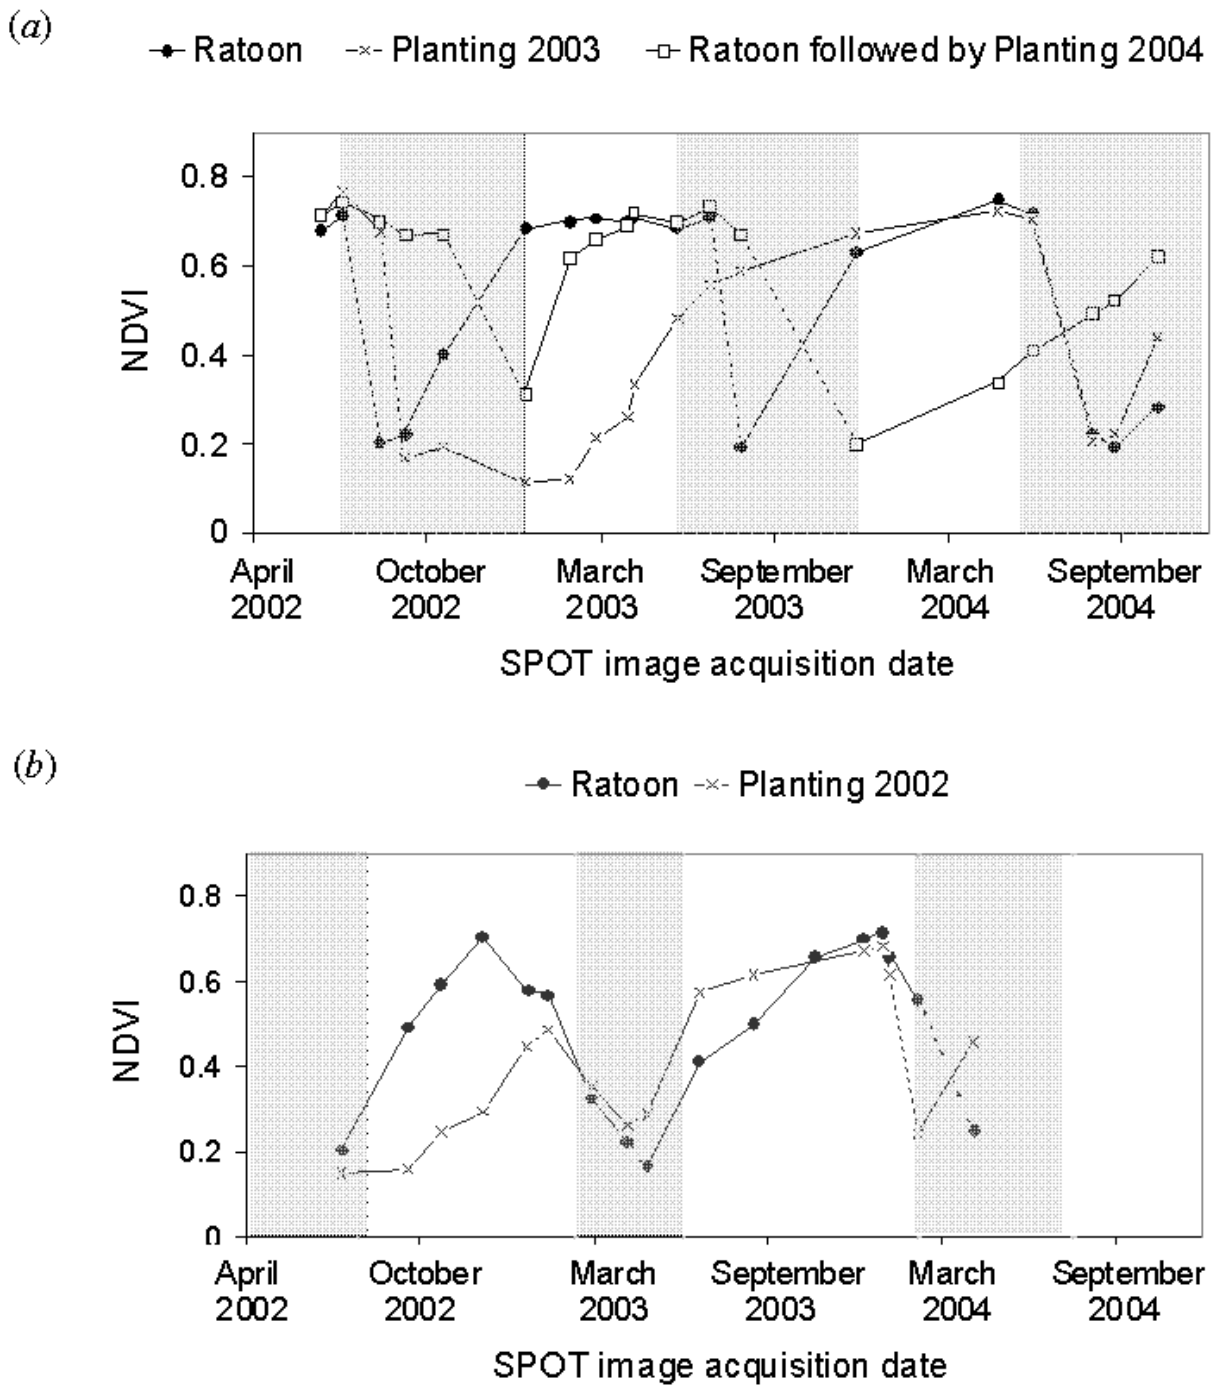 (a)
Ratoon Planting 2003 Ratoon followed by Planting 2004
0.8
0.6
0.4
0.2
0
NDVI
April 2002 October 2002 March 2003 September 2003 March 2004 September 2004
SPOT image acquisition date
(b)
Ratoon Planting 2002
0.8
0.6
0.4
0.2
0
NDVI
April 2002 October 2002 March 2003 September 2003 March 2004 September 2004
SPOT image acquisition date